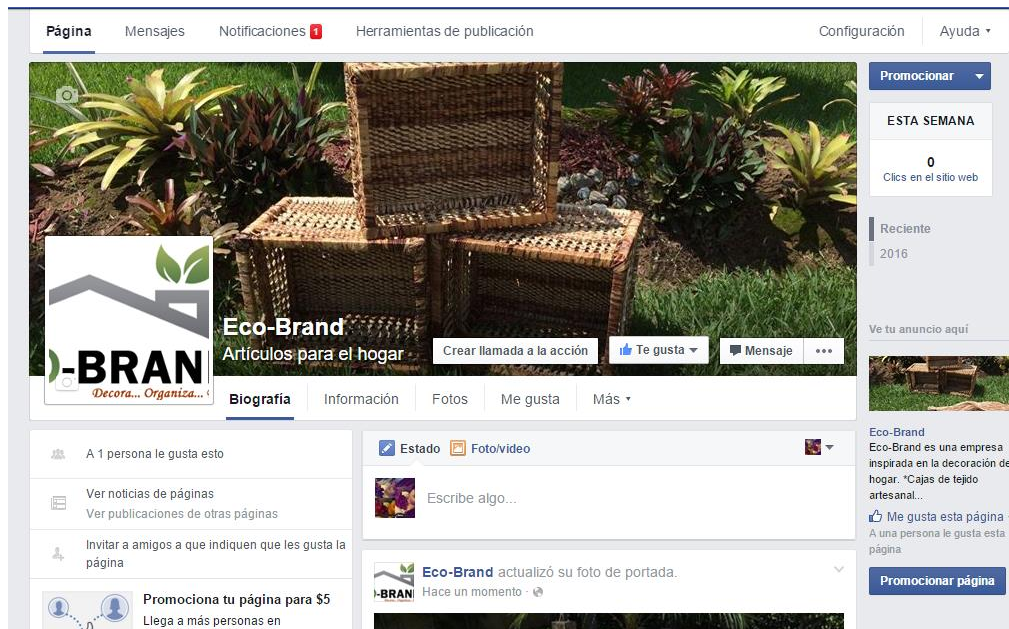 Página
Mensajes
Notificaciones 1
Herramientas de publicación
Configuración
Ayuda
Promocionar
ESTA SEMANA
0
Clics en el sitio web
Reciente
2016
Ve tu anuncio aquí
-BRAN
Decora... Organiza...
Eco-Brand
Artículos para el hogar
Crear llamada a la acción
Te gusta
Mensaje
•••
Biografía
Información
Fotos
Me gusta
Más
A 1 persona le gusta esto
Ver noticias de páginas
Ver publicaciones de otras páginas
Invitar a amigos a que indiquen que les gusta la
página
Promociona tu página para $5
Llega a más personas en
Estado
Foto/video
Escribe algo...
-BRAN
Eco-Brand actualizó su foto de portada.
Hace un momento ·
Eco-Brand
Eco-Brand es una empresa
inspirada en la decoración de
hogar. *Cajas de tejido
artesanal...
Me gusta esta página ·
A una persona le gusta esta
página
Promocionar página